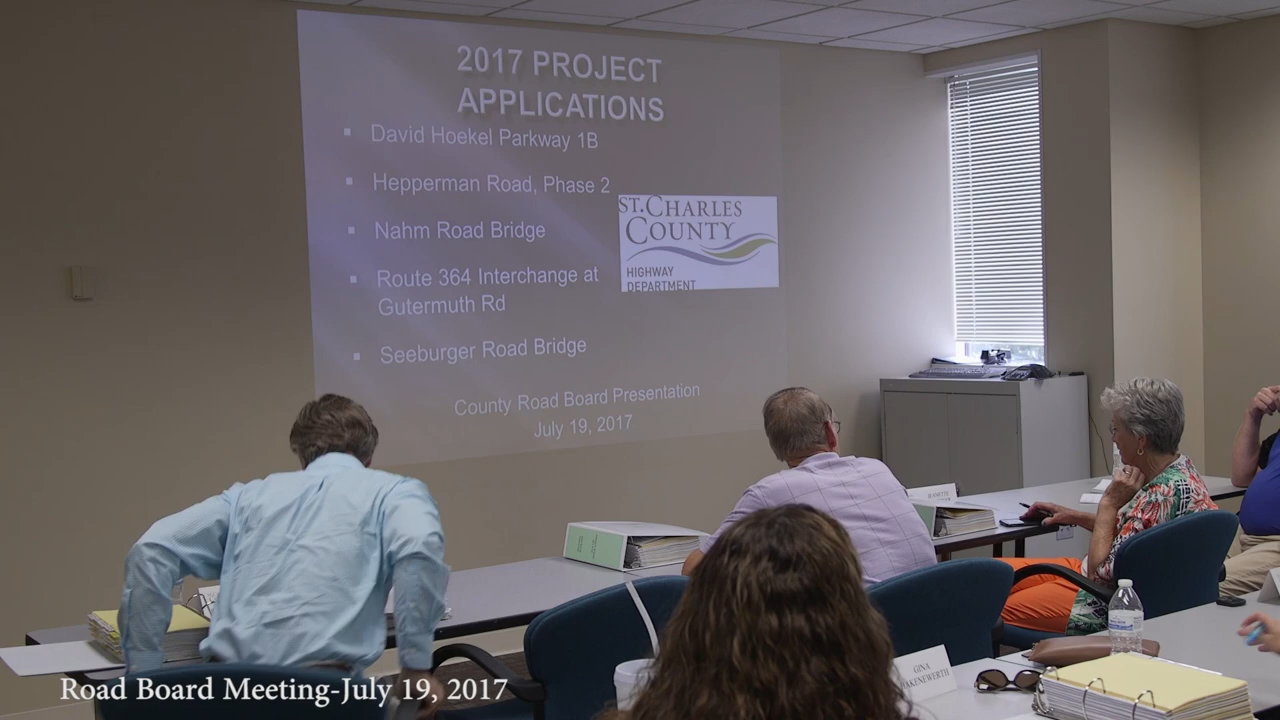 2017 PROJECT
APPLICATIONS
▪ David Hoekel Parkway 1B
▪ Hepperman Road, Phase 2
▪ Nahm Road Bridge
▪ Route 364 Interchange at
Gutermuth Rd
▪ Seeburger Road Bridge
ST. CHARLES
COUNTY
HIGHWAY
DEPARTMENT
County Road Board Presentation
July 19, 2017
GINA
Road Board Meeting-July 19, 2017